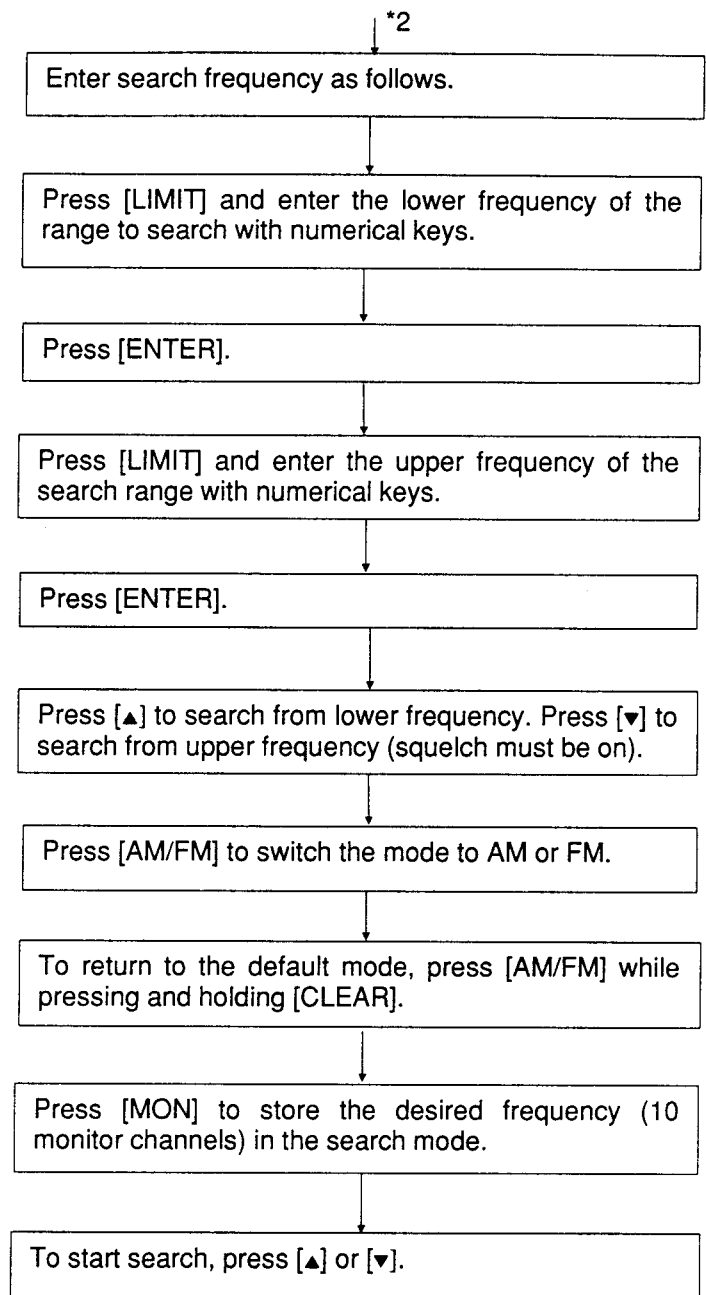 *2
Enter search frequency as follows.
Press [LIMIT] and enter the lower frequency of the
range to search with numerical keys.
Press [ENTER].
Press [LIMIT] and enter the upper frequency of the
search range with numerical keys.
Press [ENTER].
Press [▲] to search from lower frequency. Press [▼] to
search from upper frequency (squelch must be on).
Press [AM/FM] to switch the mode to AM or FM.
To return to the default mode, press [AM/FM] while
pressing and holding [CLEAR].
Press [MON] to store the desired frequency (10
monitor channels) in the search mode.
To start search, press [▲] or [▼].